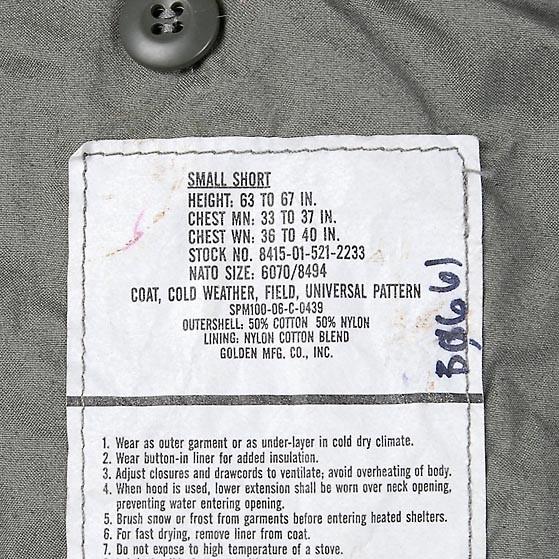 SMALL SHORT
HEIGHT: 63 TO 67 IN.
CHEST MN: 33 TO 37 IN.
CHEST WN: 36 TO 40 IN.
STOCK NO. 8415-01-521-2233
NATO SIZE: 6070/8494
COAT, COLD WEATHER, FIELD, UNIVERSAL PATTERN
SPM100-06-C-0439
OUTERSHELL: 50% COTTON 50% NYLON
LINING: NYLON COTTON BLEND
GOLDEN MFG. CO., INC.
1. Wear as outer garment or as under-layer in cold dry climate.
2. Wear button-in liner for added insulation.
3. Adjust closures and drawcords to ventilate; avoid overheating of body.
4. When hood is used, lower extension shall be worn over neck opening,
preventing water entering opening.
5. Brush snow or frost from garments before entering heated shelters.
6. For fast drying, remove liner from coat.
7. Do not expose to high temperature of a stove.